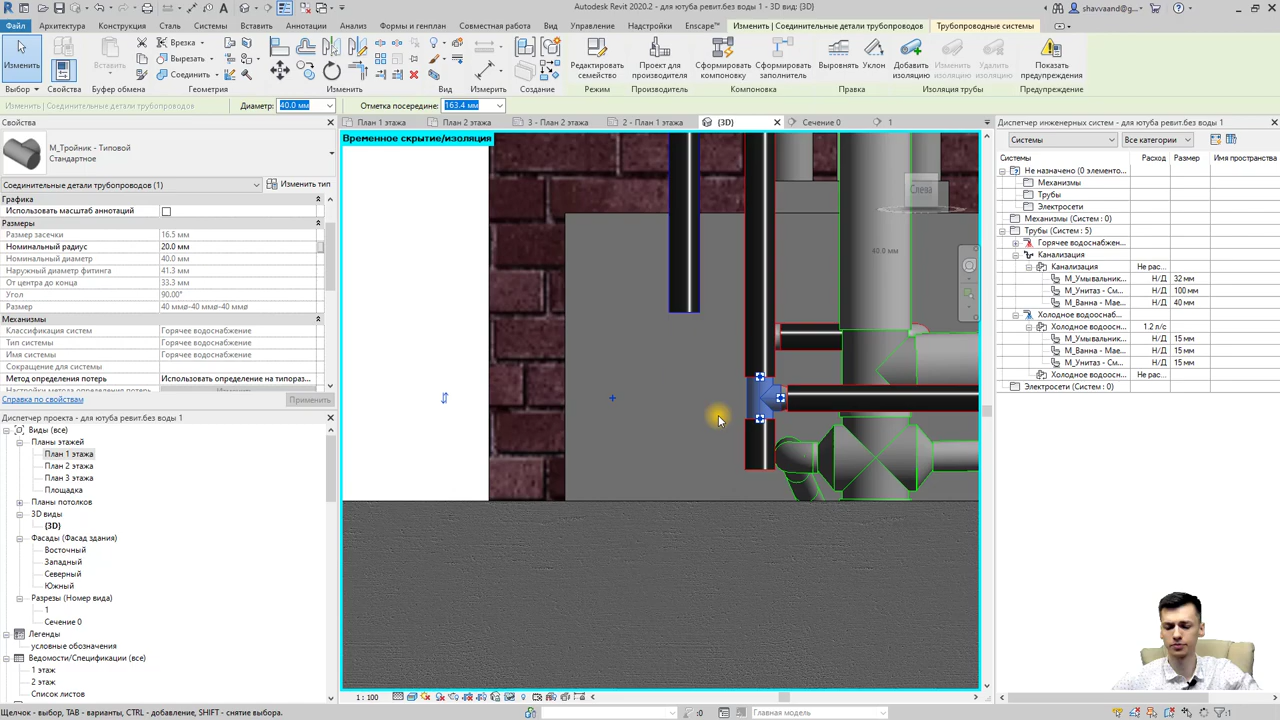 Autodesk Revit 2020.2 - для ютуба ревит.без воды 1 - 3D вид: {3D}
shavvaand@g...
Файл Архитектура Конструкция Сталь Системы Вставить Аннотации Анализ Формы и генплан Совместная работа Вид Управление Надстройки Enscape™ Изменить | Соединительные детали трубопроводов Трубопроводные системы
Изменить Вставить Врезка Вырезать Соединить Редактировать семейство Проект для производителя Сформировать компоновку Сформировать заполнитель Выровнять Уклон Добавить изоляцию Изменить изоляцию Удалить изоляцию Показать предупреждения
Выбор Свойства Буфер обмена Геометрия Изменить Вид Измерить Создание Режим Производитель Компоновка Правка Изоляция трубы Предупреждение
Изменить | Соединительные детали трубопроводов Диаметр: 40.0 мм Отметка посередине: 163.4 мм
Свойства
План 1 этажа План 2 этажа 3 - План 2 этажа 2 - План 1 этажа {3D} Сечение 0 1
Диспетчер инженерных систем - для ютуба ревит.без воды 1
М_Тройник - Типовой
Стандартное
Соединительные детали трубопроводов (1) Изменить тип
Графика
Использовать масштаб аннотаций
Размеры
Размер засечки 16.5 мм
Номинальный радиус 20.0 мм
Номинальный диаметр 40.0 мм
Наружный диаметр фитинга 41.3 мм
От центра до конца 33.3 мм
Угол 90.00°
Размер 40 ммø-40 ммø-40 ммø
Механизмы
Классификация систем Горячее водоснабжение
Тип системы Горячее водоснабжение
Имя системы Горячее водоснабжение
Сокращение для системы
Метод определения потерь Использовать определение на типораз...
Справка по свойствам Применить
Диспетчер проекта - для ютуба ревит.без воды 1
Виды (все)
Планы этажей
План 1 этажа
План 2 этажа
План 3 этажа
Площадка
Планы потолков
3D виды
{3D}
Фасады (Фасад здания)
Восточный
Западный
Северный
Южный
Разрезы (Номер вида)
1
Сечение 0
Легенды
условные обозначения
Ведомости/Спецификации (все)
1 этаж
2 этаж
Список листов
Временное скрытие/изоляция
Слева
40.0 мм
1 : 100
Системы Все категории
Системы Расход Размер Имя пространства
Не назначено (0 элементо...
Механизмы
Трубы
Электросети
Механизмы (Систем : 0)
Трубы (Систем : 5)
Горячее водоснабжен...
Канализация
Канализация Не рас...
М_Умывальник... Н/Д 32 мм
М_Унитаз - См... Н/Д 100 мм
М_Ванна - Мае... Н/Д 40 мм
Холодное водоснаб...
Холодное водосн... 1.2 л/с
М_Умывальник... Н/Д 15 мм
М_Ванна - Мае... Н/Д 15 мм
М_Унитаз - См... Н/Д 15 мм
Холодное водосн... Не рас...
Электросети (Систем : 0)
Щелчок - выбор, TAB- варианты, CTRL - добавление, SHIFT - снятие выбора. :0 Главная модель :1